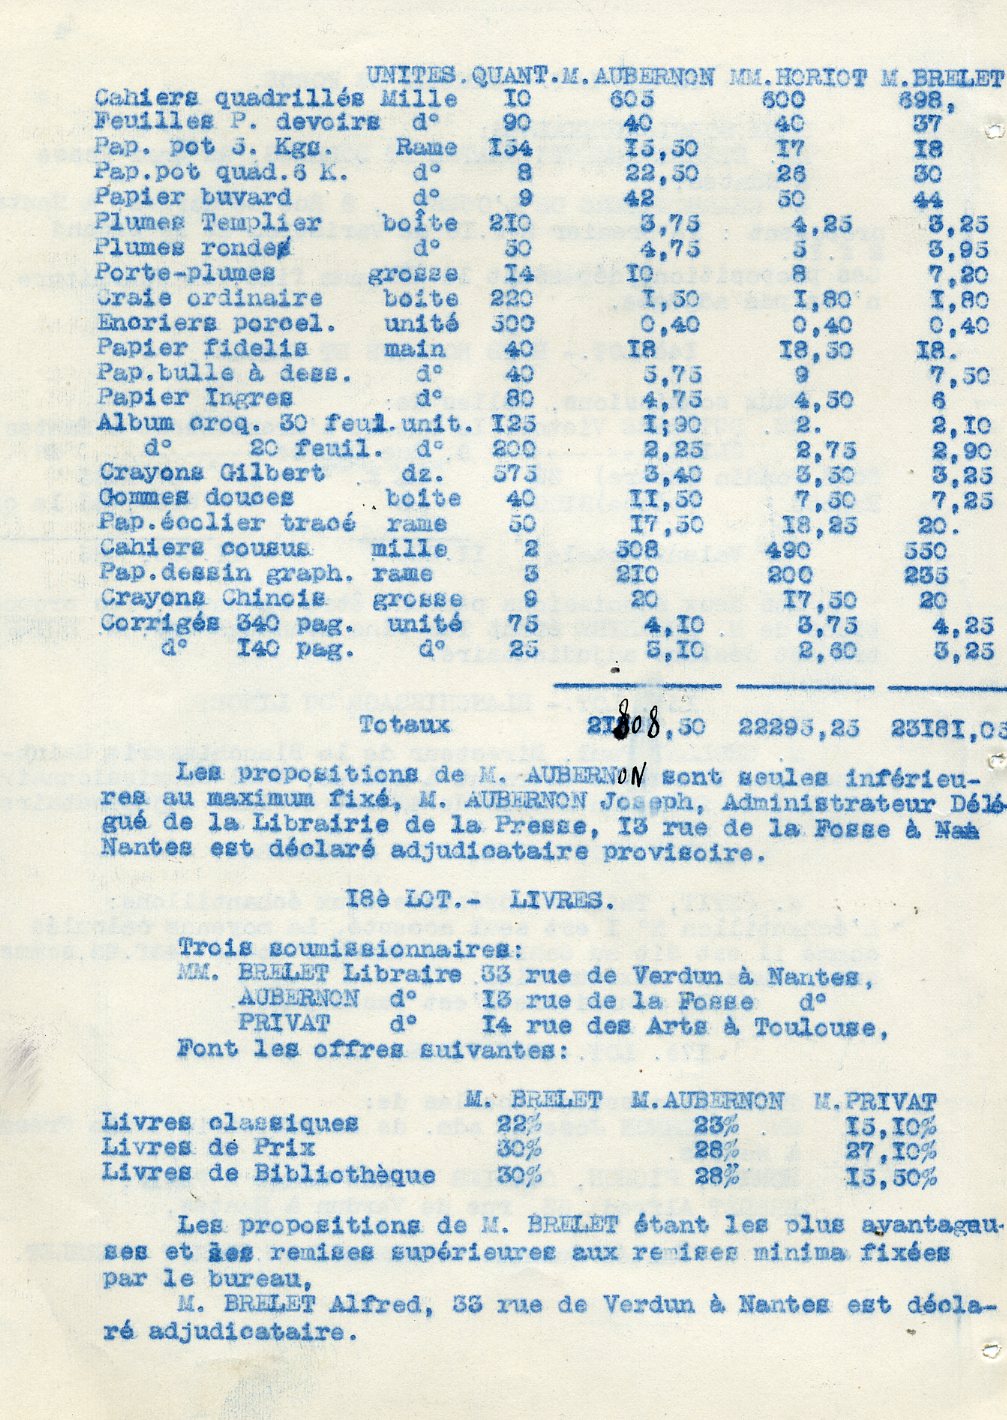 UNITES.QUANT.M.AUBERNON MM.HORIOT M.BRELET
Cahiers quadrillés Mille 10 605 600 698,
Feuilles P. devoirs d° 90 40 40 37
Pap. pot 5. Kgs. Rame 134 15,50 17 18
Pap.pot quad.6 K. d° 8 22,50 26 30
Papier buvard d° 9 42 50 44
Plumes Templier boîte 210 3,75 4,25 3,25
Plumes rondes d° 50 4,75 5 3,95
Porte-plumes grosse 14 10 8 7,20
Craie ordinaire boîte 220 1,50 1,80 1,80
Encriers porcel. unité 500 0,40 0,40 0,40
Papier fidelis main 40 18 18,50 18.
Pap.bulle à dess. d° 40 5,75 9 7,50
Papier Ingres d° 80 4,75 4,50 6
Album croq. 30 feul.unit. 125 1;90 2. 2,10
d° 20 feuil. d° 200 2,25 2,75 2,90
Crayons Gilbert dz. 575 3,40 3,50 3,25
Gommes douces boîte 40 11,50 7,50 7,25
Pap.écolier tracé rame 50 17,50 18,25 20.
Cahiers cousus mille 2 508 490 550
Pap.dessin graph. rame 3 210 200 235
Crayons Chinois grosse 9 20 17,50 20
Corrigés 340 pag. unité 75 4,10 3,75 4,25
d° 140 pag. d° 25 3,10 2,60 3,25
Totaux 21808,50 22295,25 23181,05
Les propositions de M. AUBERNON sont seules inférieu-
res au maximum fixé, M. AUBERNON Joseph, Administrateur Délé-
gué de la Librairie de la Presse, 13 rue de la Fosse à Naa
Nantes est déclaré adjudicataire provisoire.
18è LOT.- LIVRES.
Trois soumissionnaires:
MM. BRELET Libraire 33 rue de Verdun à Nantes,
AUBERNON d° 13 rue de la Fosse d°
PRIVAT d° 14 rue des Arts à Toulouse,
Font les offres suivantes:
M. BRELET M.AUBERNON M.PRIVAT
Livres classiques 22% 23% 15,10%
Livres de Prix 30% 28% 27,10%
Livres de Bibliothèque 30% 28% 15,50%
Les propositions de M. BRELET étant les plus avantageu-
ses et les remises supérieures aux remises minima fixées
par le bureau,
M. BRELET Alfred, 33 rue de Verdun à Nantes est décla-
ré adjudicataire.